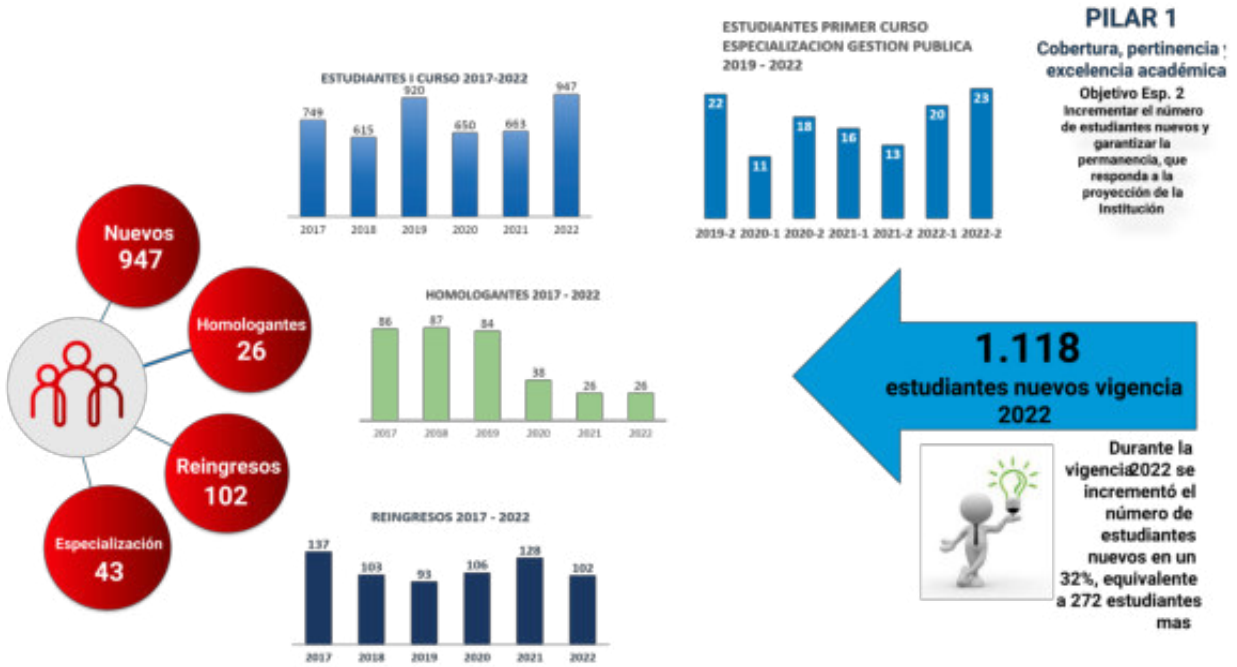 PILAR 1
Cobertura, pertinencia y
excelencia académica
Objetivo Esp. 2
Incrementar el número
de estudiantes nuevos y
garantizar la
permanencia, que
responda a la
proyección de la
Institución
ESTUDIANTES PRIMER CURSO
ESPECIALIZACION GESTION PUBLICA
2019 - 2022
22 11 18 16 13 20 23
2019-2 2020-1 2020-2 2021-1 2021-2 2022-1 2022-2
ESTUDIANTES I CURSO 2017-2022
749 615 920 650 663 947
2017 2018 2019 2020 2021 2022
Nuevos
947
Homologantes
26
Reingresos
102
Especialización
43
HOMOLOGANTES 2017 - 2022
86 87 84 38 26 26
2017 2018 2019 2020 2021 2022
REINGRESOS 2017 - 2022
137 103 93 106 128 102
2017 2018 2019 2020 2021 2022
1.118
estudiantes nuevos vigencia
2022
Durante la
vigencia2022 se
incrementó el
número de
estudiantes
nuevos en un
32%, equivalente
a 272 estudiantes
mas